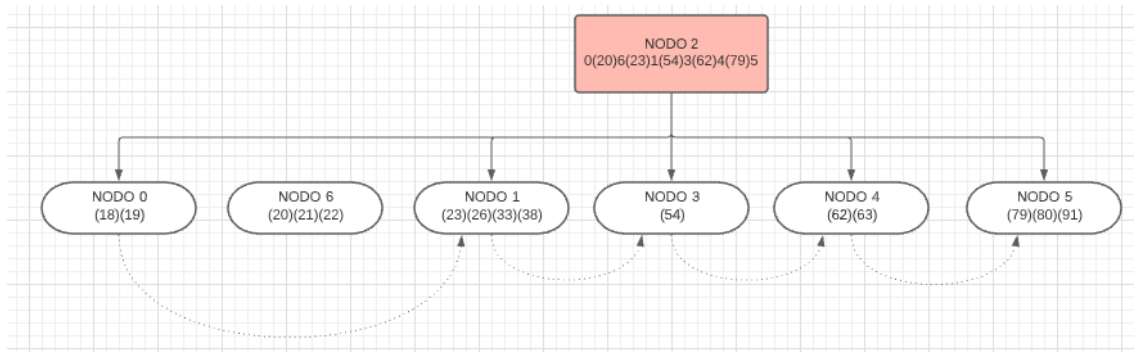 NODO 2
0(20)6(23)1(54)3(62)4(79)5
NODO 0
(18)(19)
NODO 6
(20)(21)(22)
NODO 1
(23)(26)(33)(38)
NODO 3
(54)
NODO 4
(62)(63)
NODO 5
(79)(80)(91)